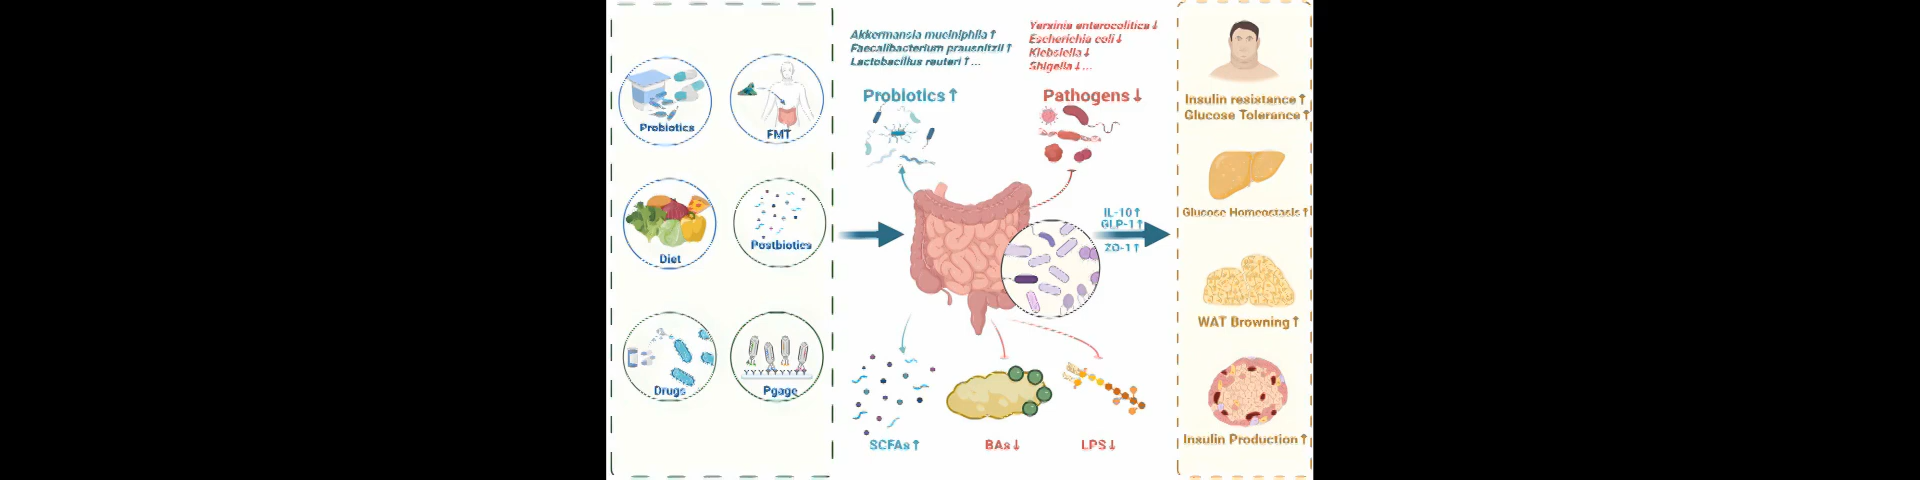 Probiotics
FMT
Diet
Postbiotics
Drugs
Pgage
Akkermansia muciniphila↑
Faecalibacterium prausnitzii↑
Lactobacillus reuteri↑...
Yersinia enterocolitica↓
Escherichia coli↓
Klebsiella↓
Shigella↓...
Probiotics↑
Pathogens↓
IL-10↑
GLP-1↑
ZO-1↑
SCFAs↑
BAs↓
LPS↓
Insulin resistance↑
Glucose Tolerance↑
Glucose Homeostasis↑
WAT Browning↑
Insulin Production↑